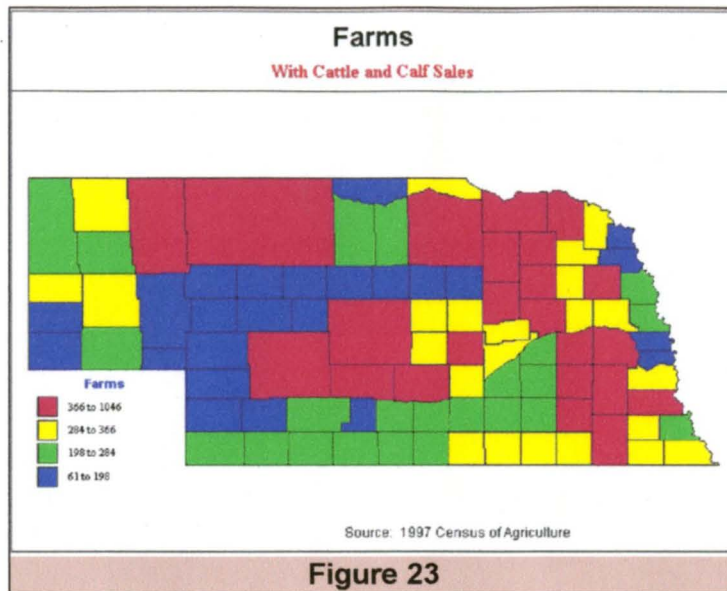 Farms
With Cattle and Calf Sales
Farms
366 to 1046
284 to 366
198 to 284
61 to 198
Source: 1997 Census of Agriculture
Figure 23